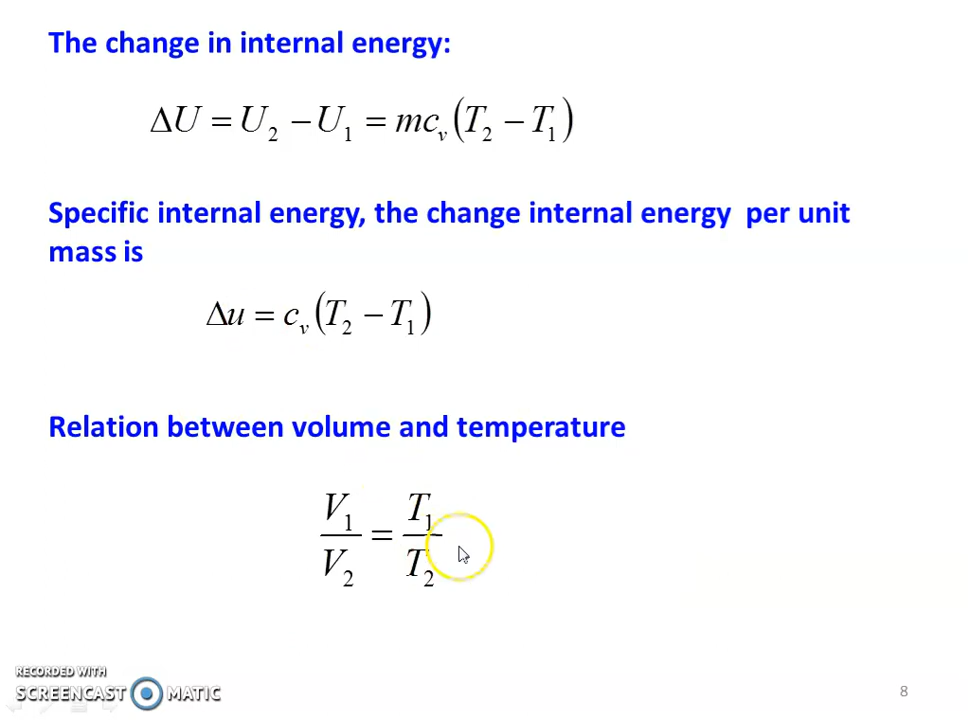 The change in internal energy:
ΔU = U₂ − U₁ = mcᵥ(T₂ − T₁)
Specific internal energy, the change internal energy per unit
mass is
Δu = cᵥ(T₂ − T₁)
Relation between volume and temperature
V₁/V₂ = T₁/T₂
RECORDED WITH
SCREENCAST MATIC
8